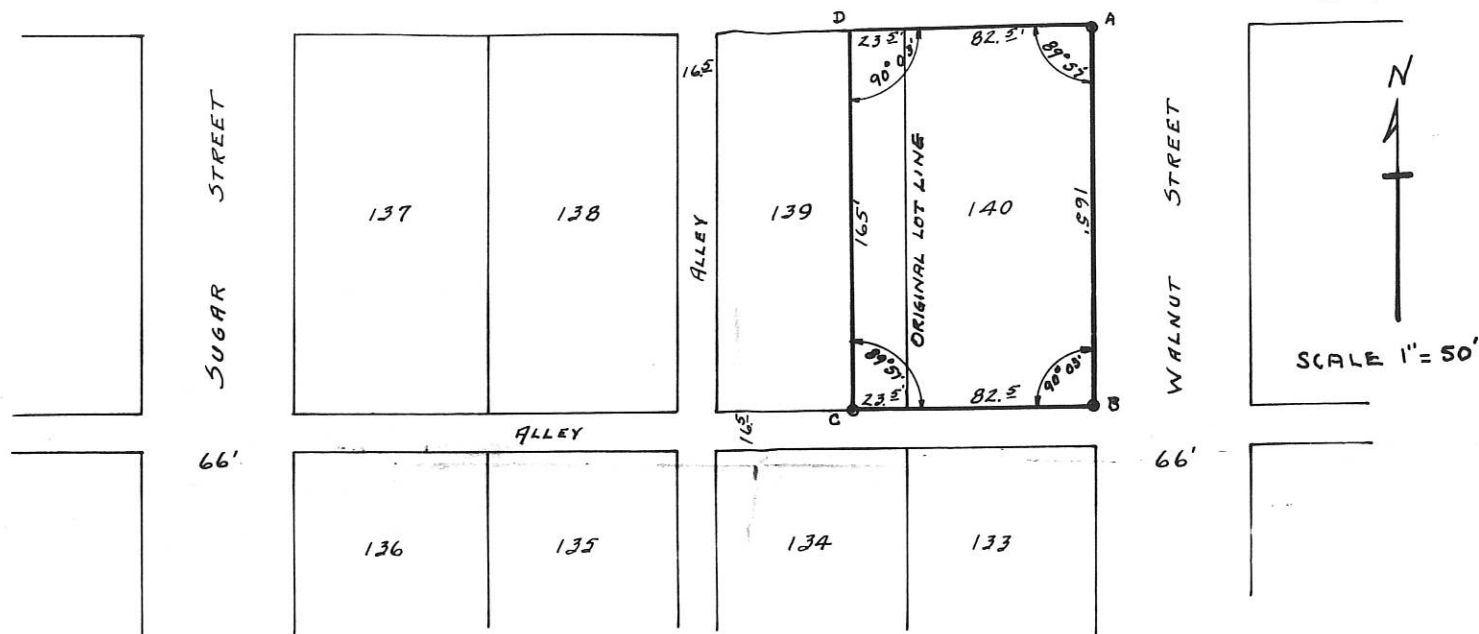 D
A
23.5'
82.5'
90° 03'
89° 57'
16.5
N
SUGAR STREET
137
138
ALLEY
139
165'
ORIGINAL LOT LINE
140
165'
WALNUT STREET
SCALE 1" = 50'
89° 57'
90° 03'
23.5'
82.5
C
B
16.5'
ALLEY
66'
66'
136
135
134
133